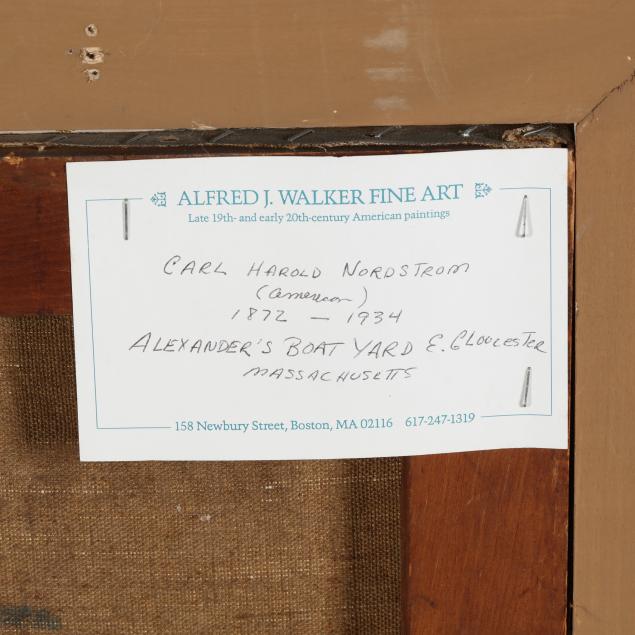 ALFRED J. WALKER FINE ART
Late 19th- and early 20th-century American paintings
CARL HAROLD NORDSTROM
(American)
1872 — 1934
ALEXANDER'S BOAT YARD E. GLOUCESTER
MASSACHUSETTS
158 Newbury Street, Boston, MA 02116 617-247-1319